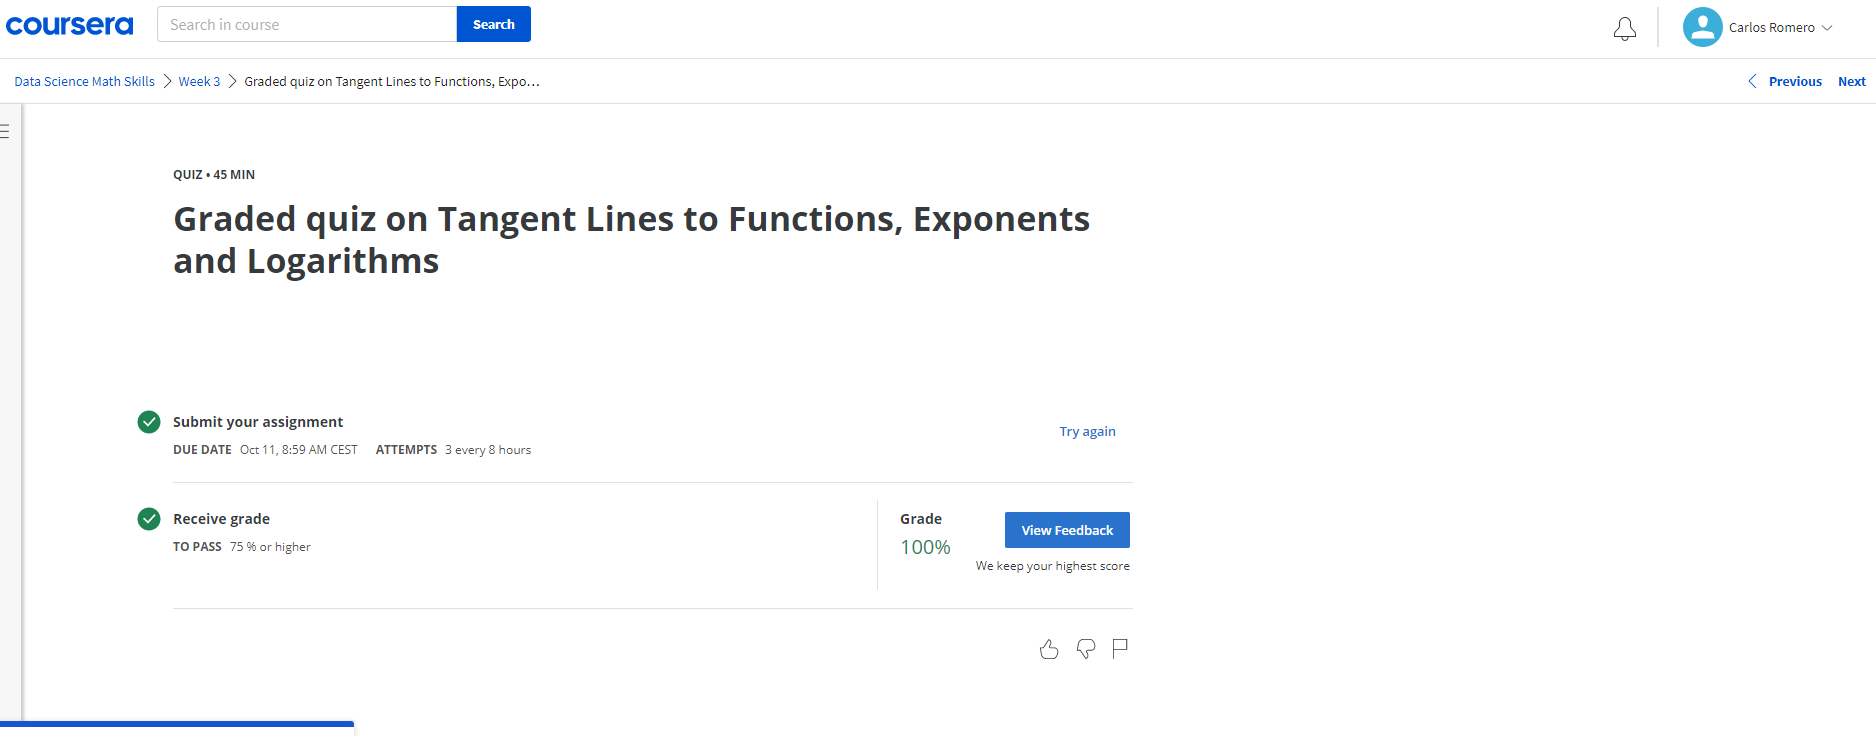 coursera
Search in course
Search
Carlos Romero
Data Science Math Skills
Week 3
Graded quiz on Tangent Lines to Functions, Expo...
Previous
Next
QUIZ • 45 MIN
Graded quiz on Tangent Lines to Functions, Exponents
and Logarithms
Submit your assignment
DUE DATE Oct 11, 8:59 AM CEST ATTEMPTS 3 every 8 hours
Try again
Receive grade
TO PASS 75 % or higher
Grade
100%
View Feedback
We keep your highest score